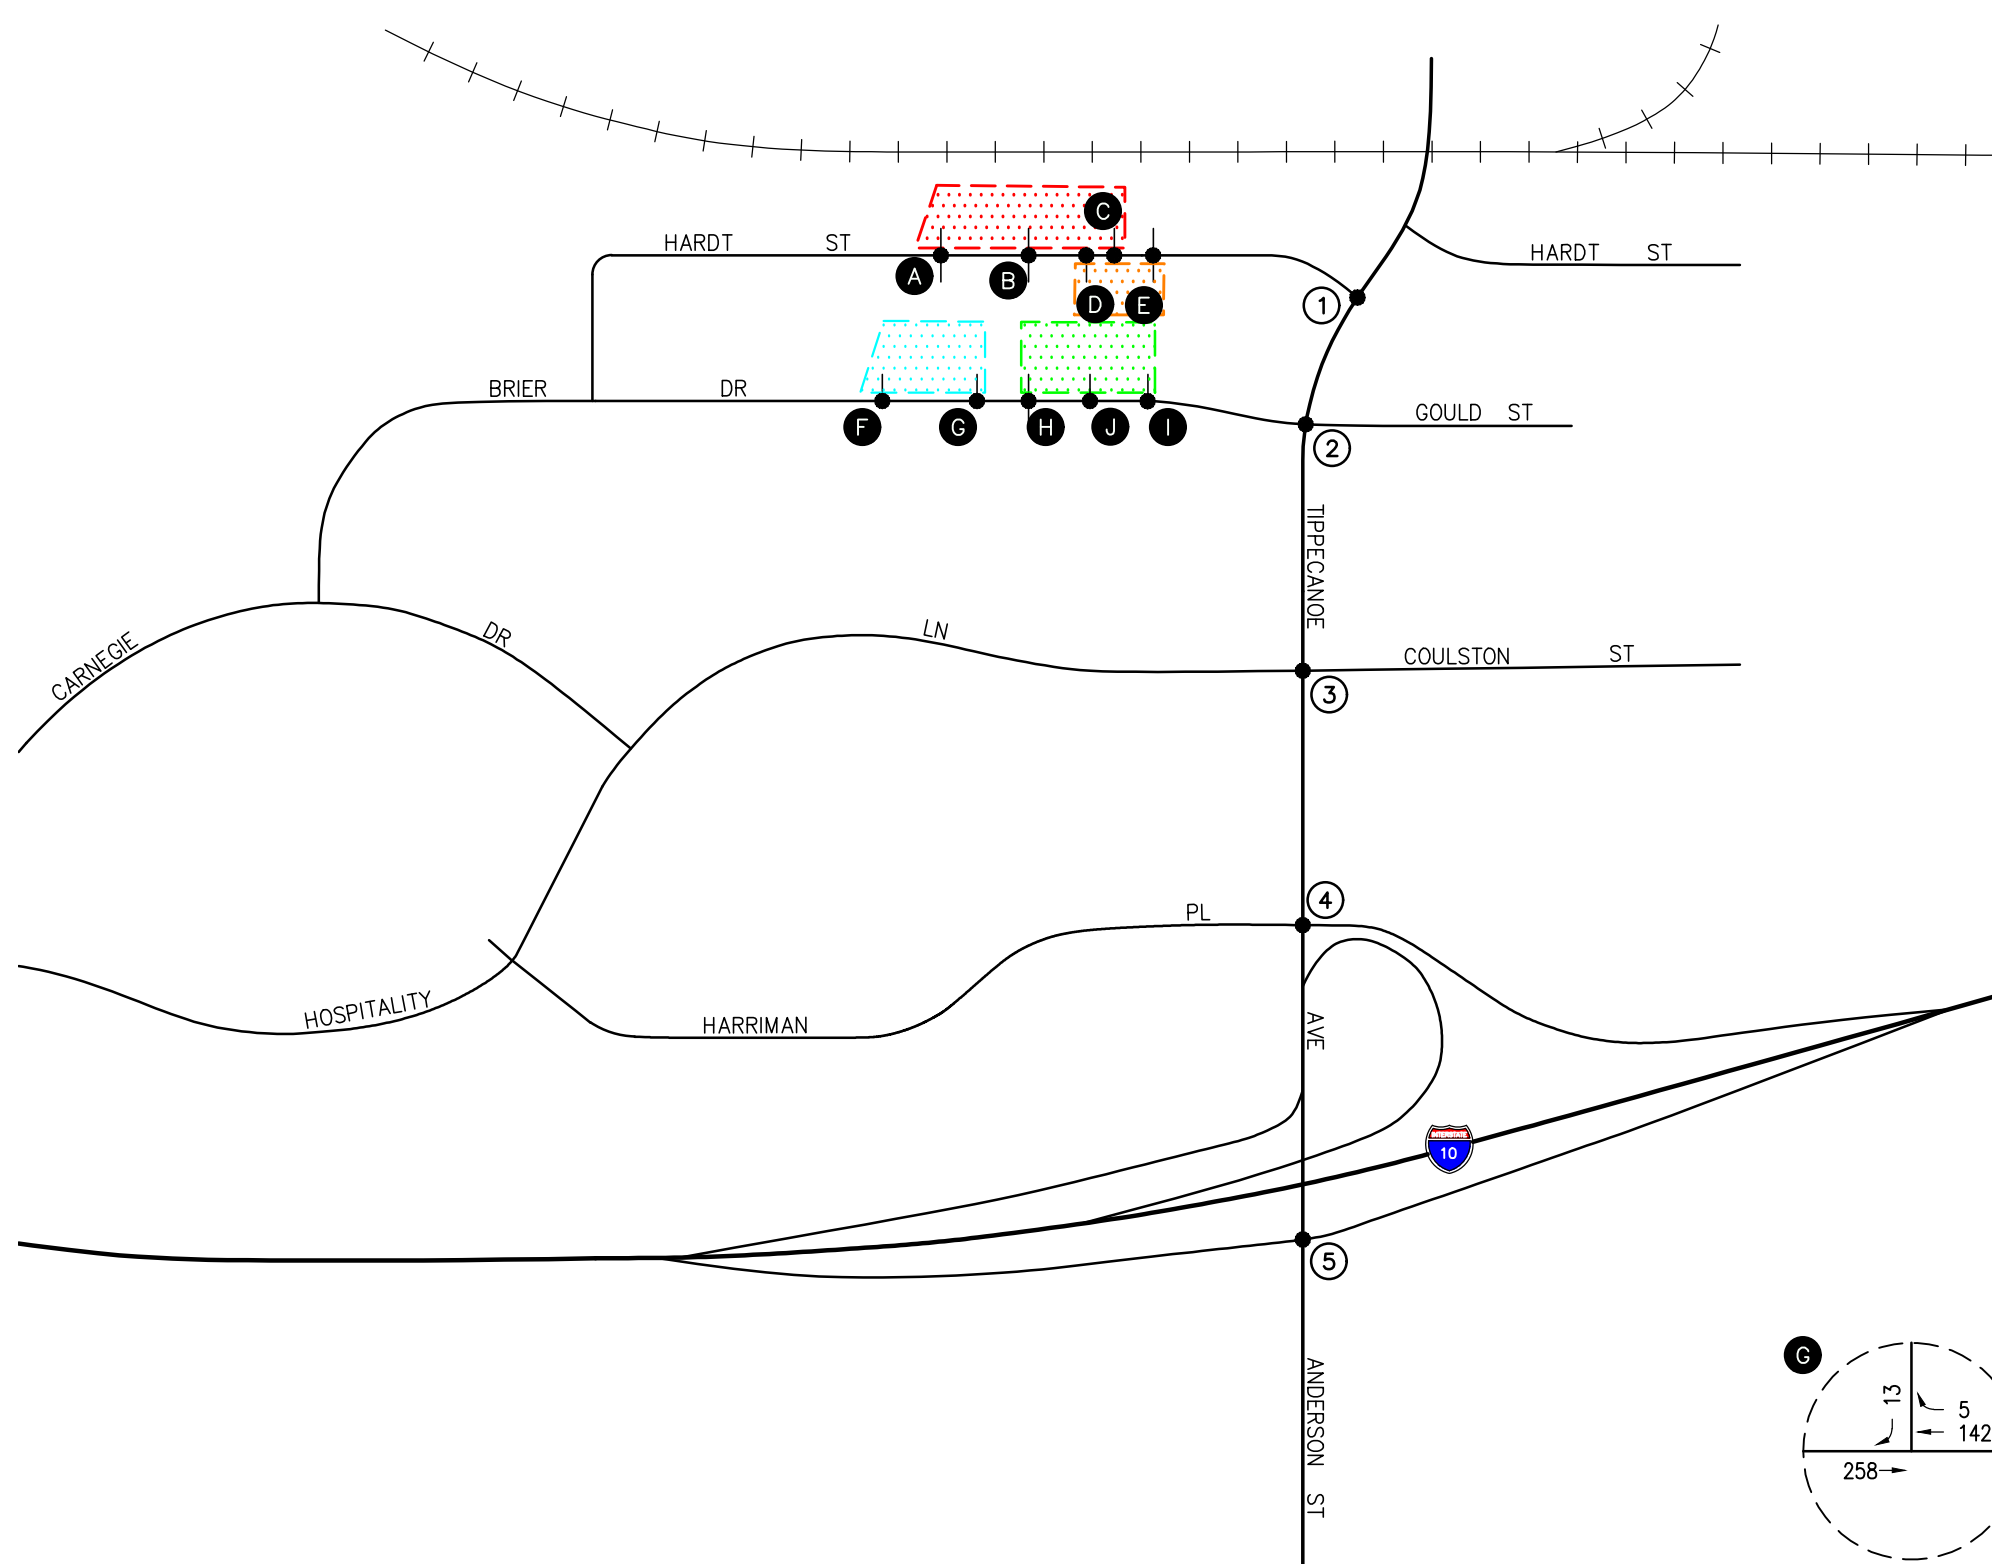 C
HARDT ST
HARDT ST
A
B
D
E
1
BRIER DR
GOULD ST
F
G
H
J
I
2
TIPPECANOE
CARNEGIE
DR
LN
COULSTON ST
3
4
PL
HOSPITALITY
HARRIMAN
AVE
INTERSTATE
10
5
G
13
5
142
258
ANDERSON ST